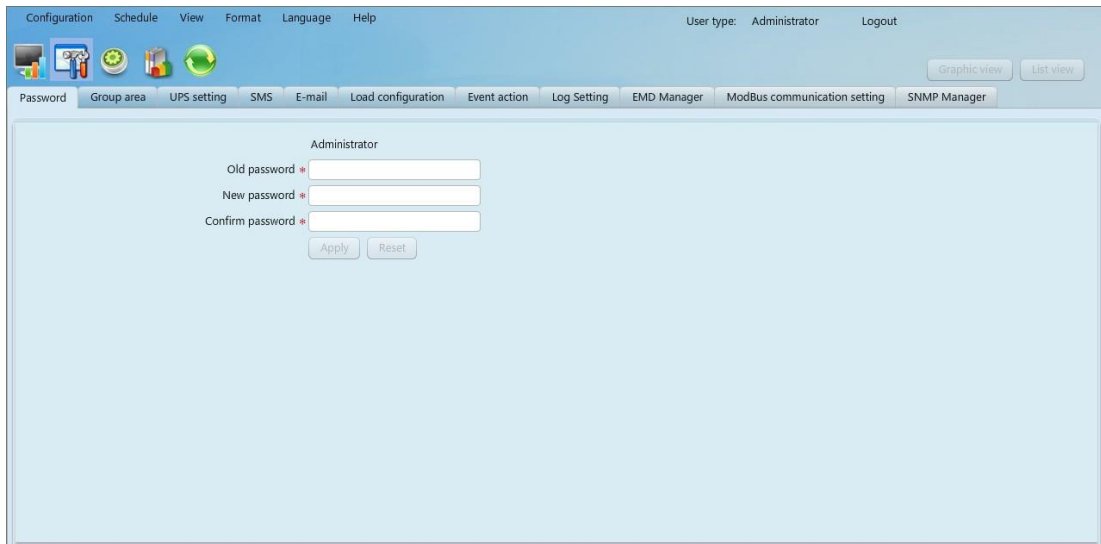 Configuration Schedule View Format Language Help User type: Administrator Logout
Graphic view List view
Password Group area UPS setting SMS E-mail Load configuration Event action Log Setting EMD Manager ModBus communication setting SNMP Manager
Administrator
Old password *
New password *
Confirm password *
Apply Reset